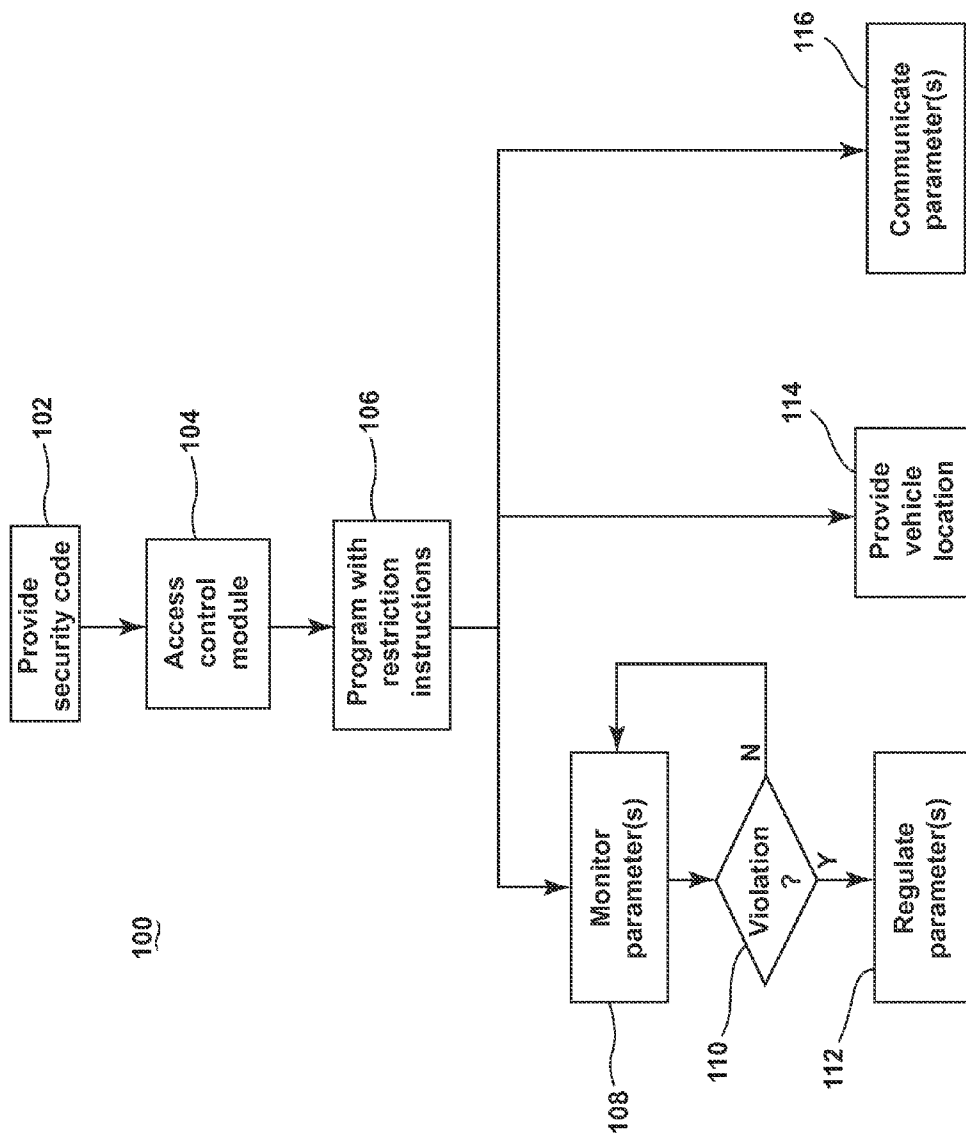 100
Provide
security code
102
Access
control
module
104
Program with
restriction
instructions
106
Monitor
parameter(s)
108
Violation
?
110
N
Y
Regulate
parameter(s)
112
Provide
vehicle
location
114
Communicate
parameter(s)
116